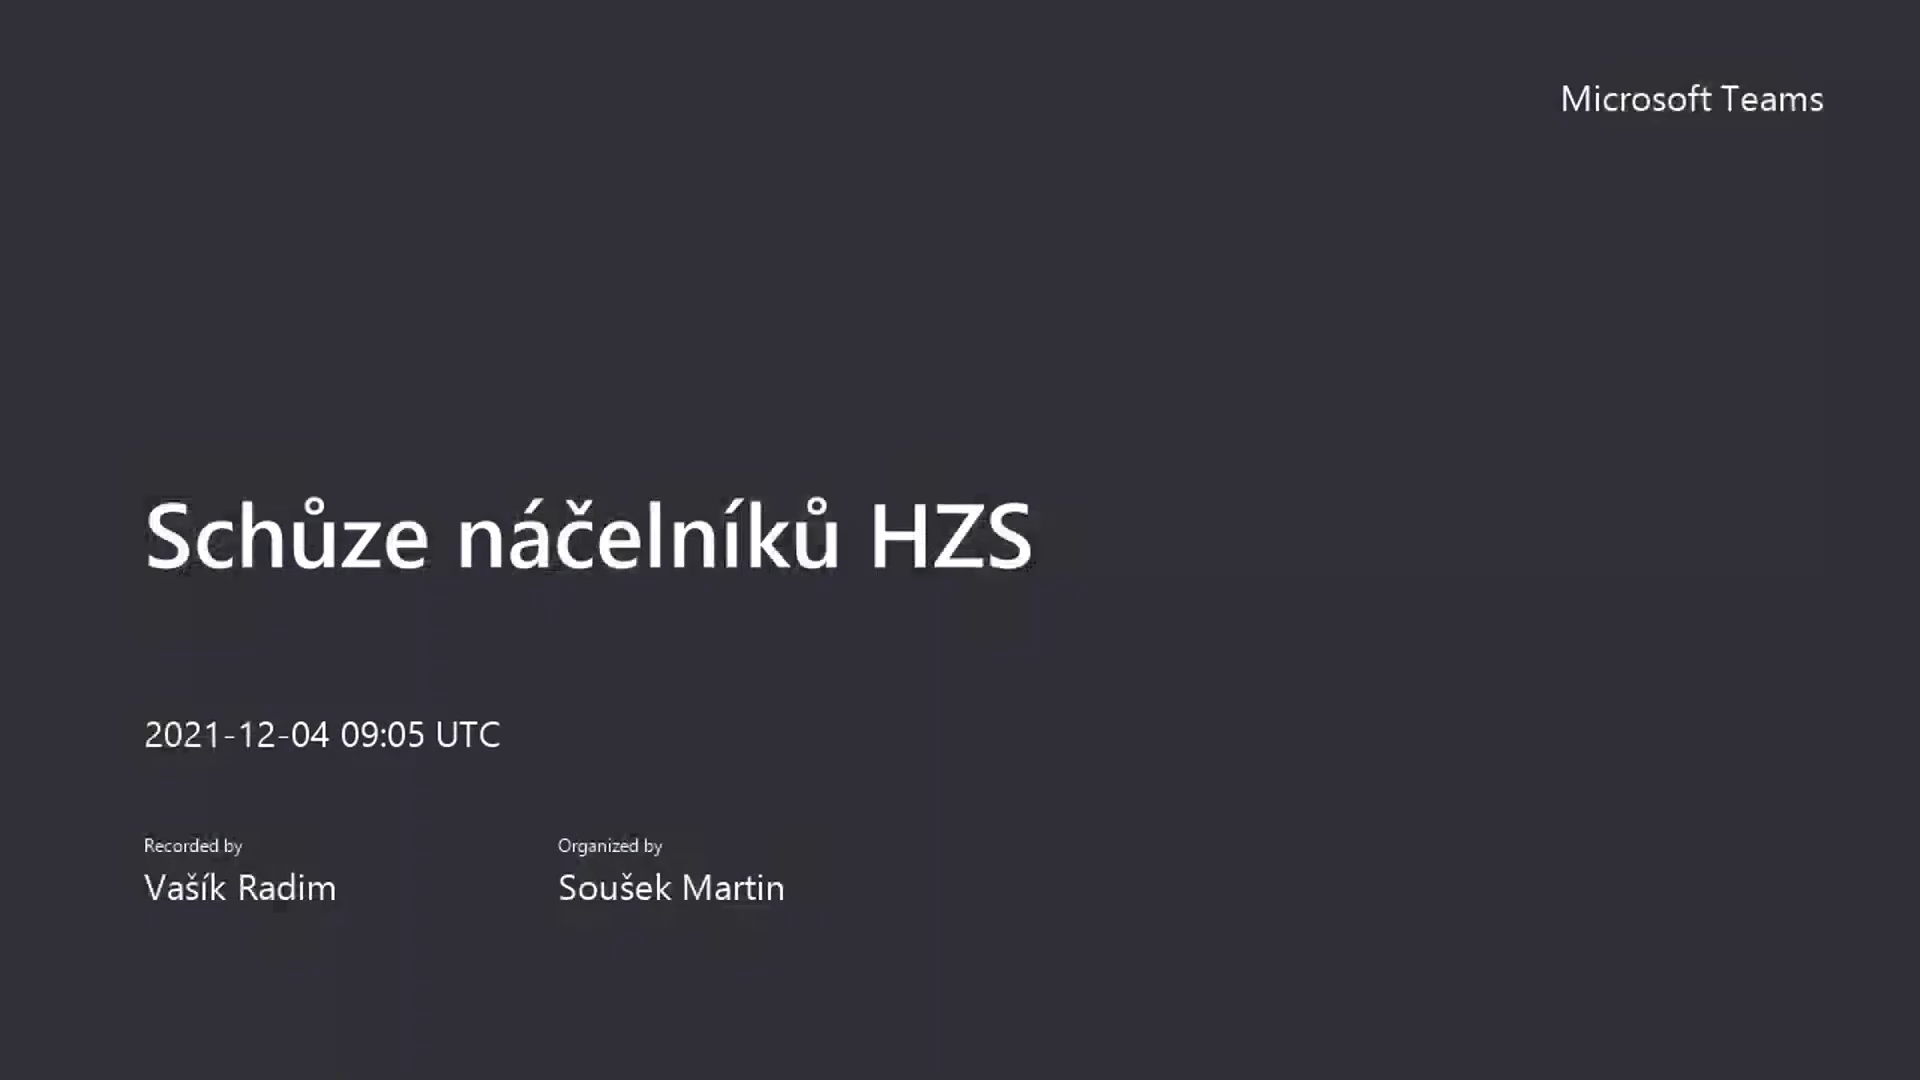 Microsoft Teams
Schůze náčelníků HZS
2021-12-04 09:05 UTC
Recorded by
Vašík Radim
Organized by
Soušek Martin